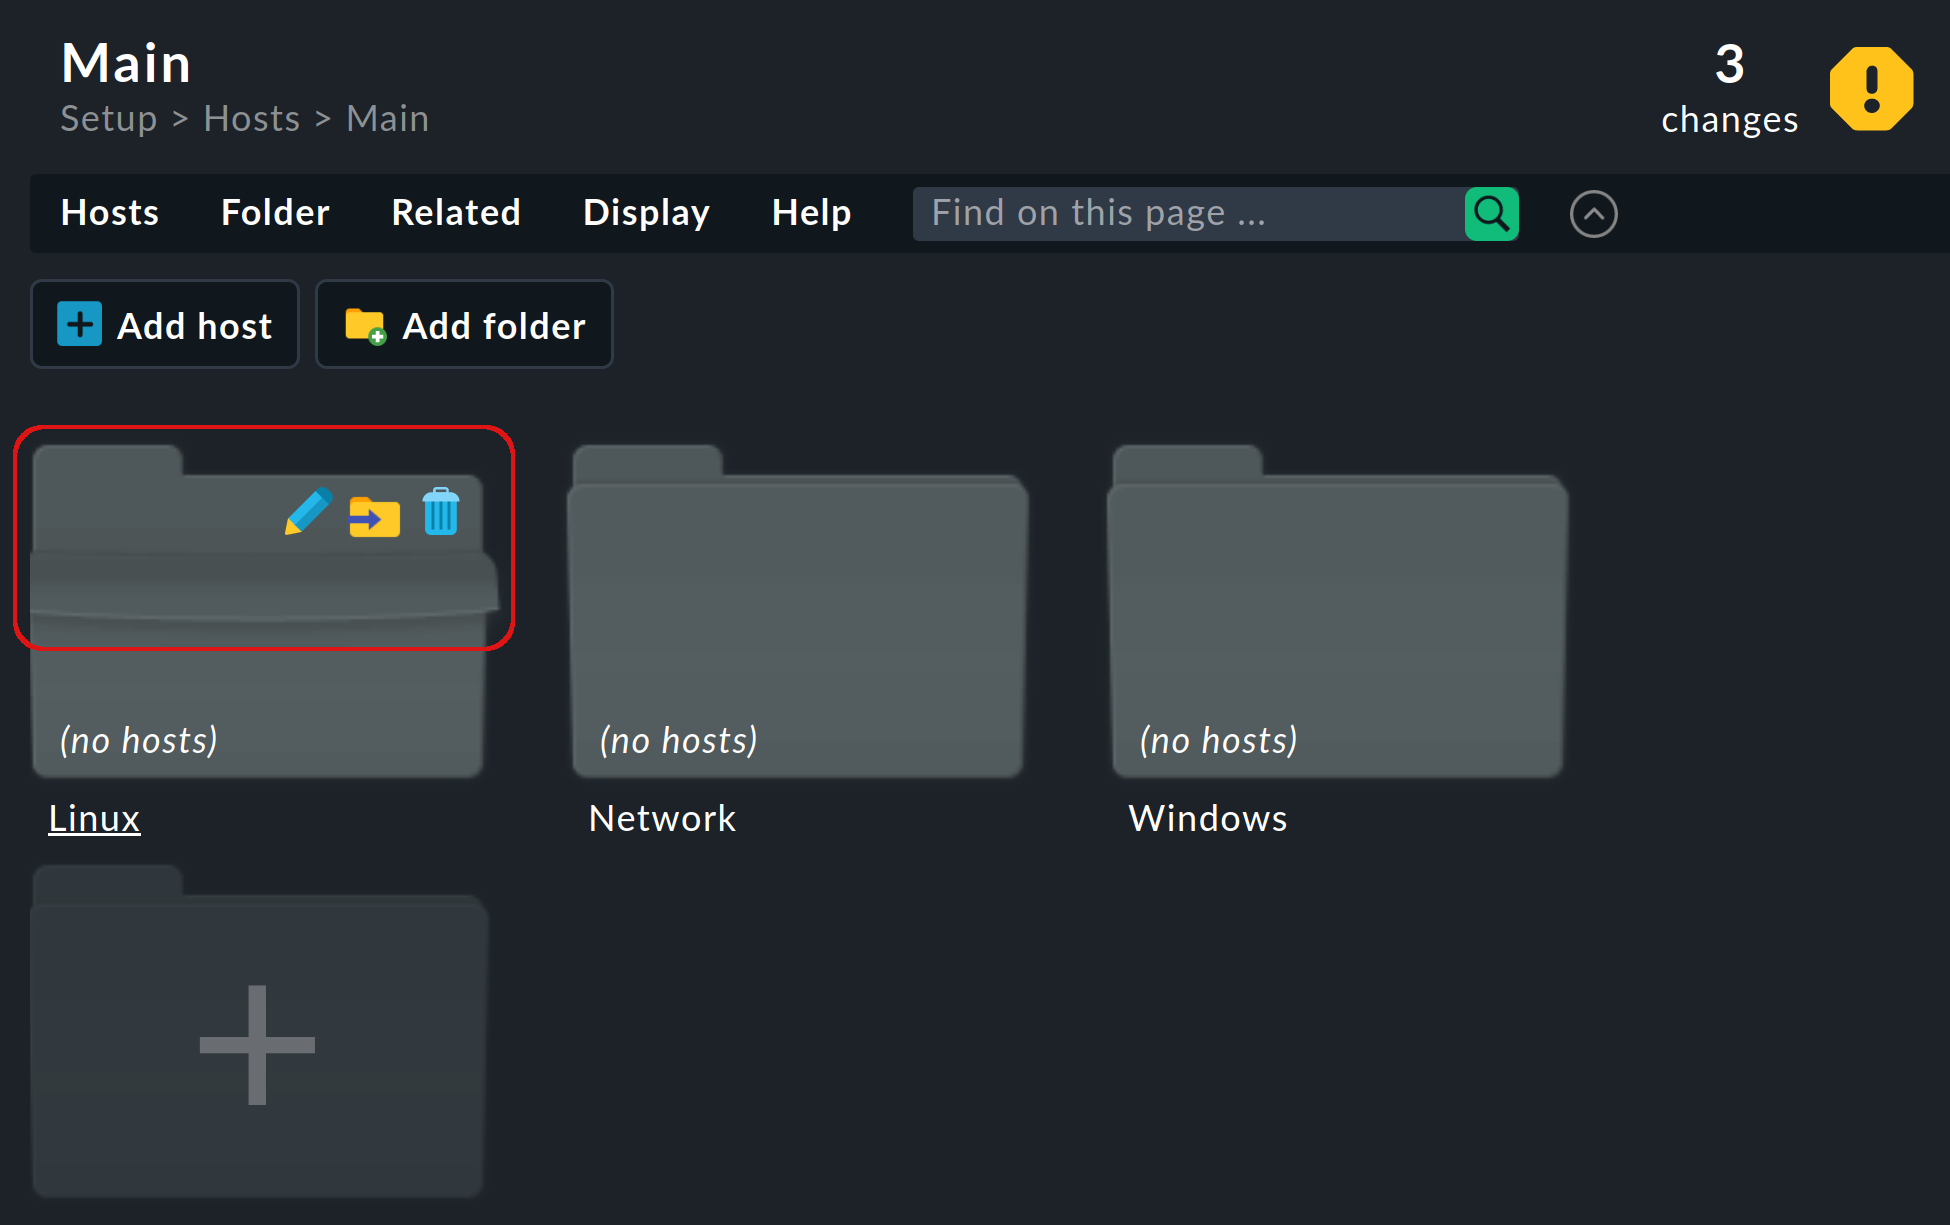 Main
Setup > Hosts > Main
3
changes
Hosts Folder Related Display Help Find on this page ...
Add host Add folder
(no hosts) (no hosts) (no hosts)
Linux Network Windows